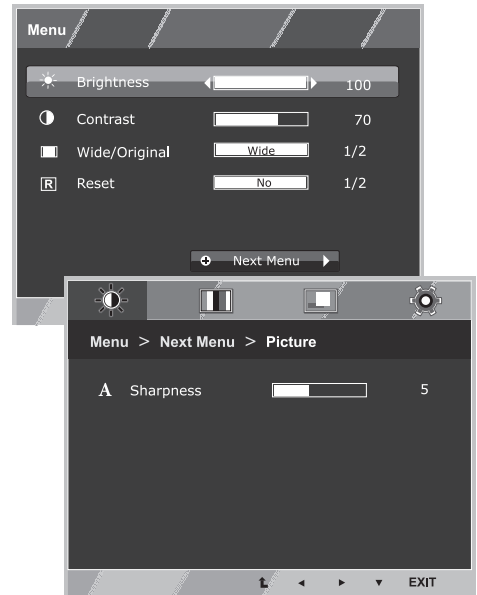 Menu
Brightness 100
Contrast 70
Wide/Original Wide 1/2
R Reset No 1/2
Next Menu
Menu > Next Menu > Picture
A Sharpness 5
EXIT